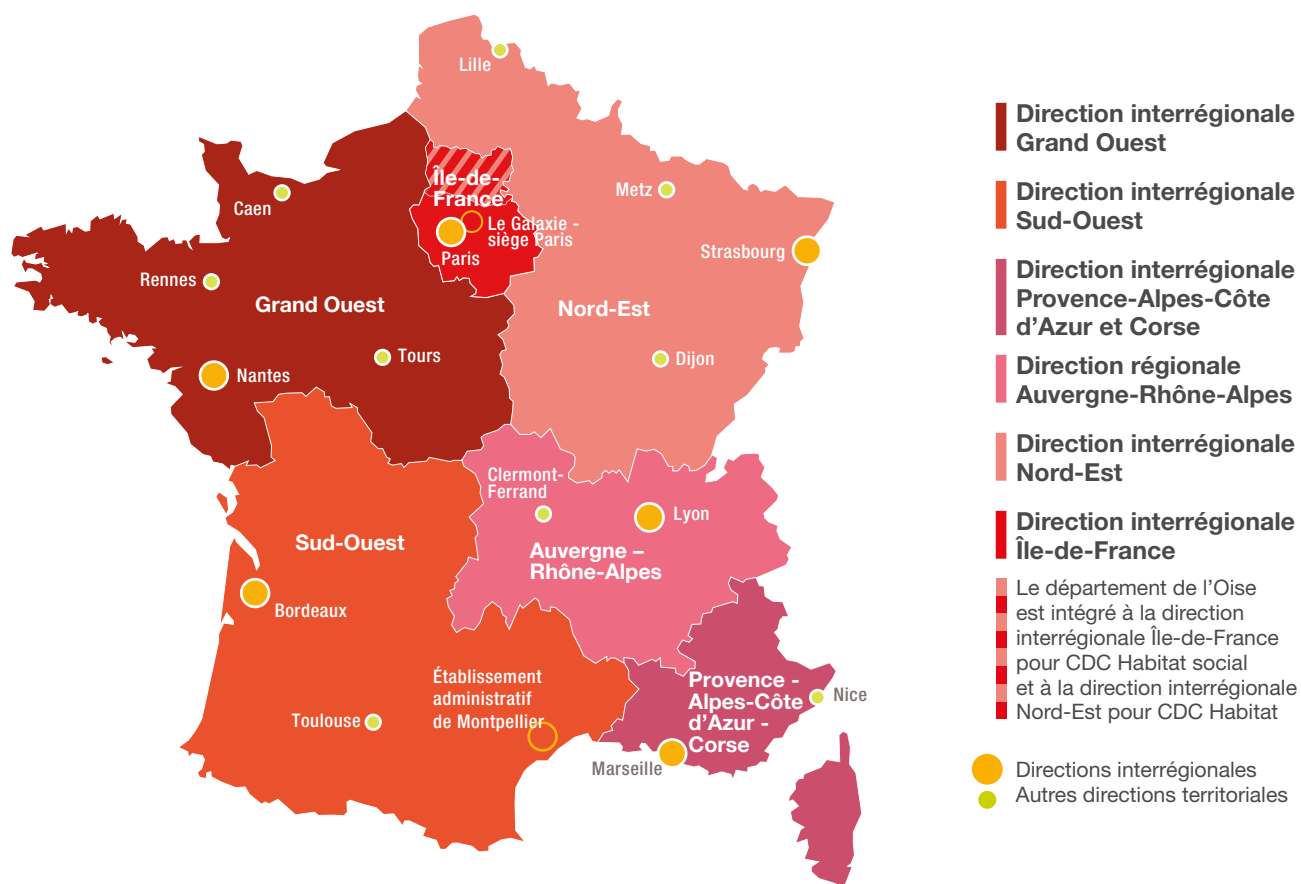 Lille
Caen
Île-de-
France
Le Galaxie -
siège Paris
Paris
Metz
Strasbourg
Rennes
Grand Ouest
Nord-Est
Tours
Dijon
Nantes
Clermont-
Ferrand
Lyon
Sud-Ouest
Auvergne –
Rhône-Alpes
Bordeaux
Établissement
administratif
de Montpellier
Toulouse
Provence -
Alpes-Côte
d'Azur -
Corse
Nice
Marseille
Direction interrégionale
Grand Ouest
Direction interrégionale
Sud-Ouest
Direction interrégionale
Provence-Alpes-Côte
d’Azur et Corse
Direction régionale
Auvergne-Rhône-Alpes
Direction interrégionale
Nord-Est
Direction interrégionale
Île-de-France
Le département de l’Oise
est intégré à la direction
interrégionale Île-de-France
pour CDC Habitat social
et à la direction interrégionale
Nord-Est pour CDC Habitat
Directions interrégionales
Autres directions territoriales